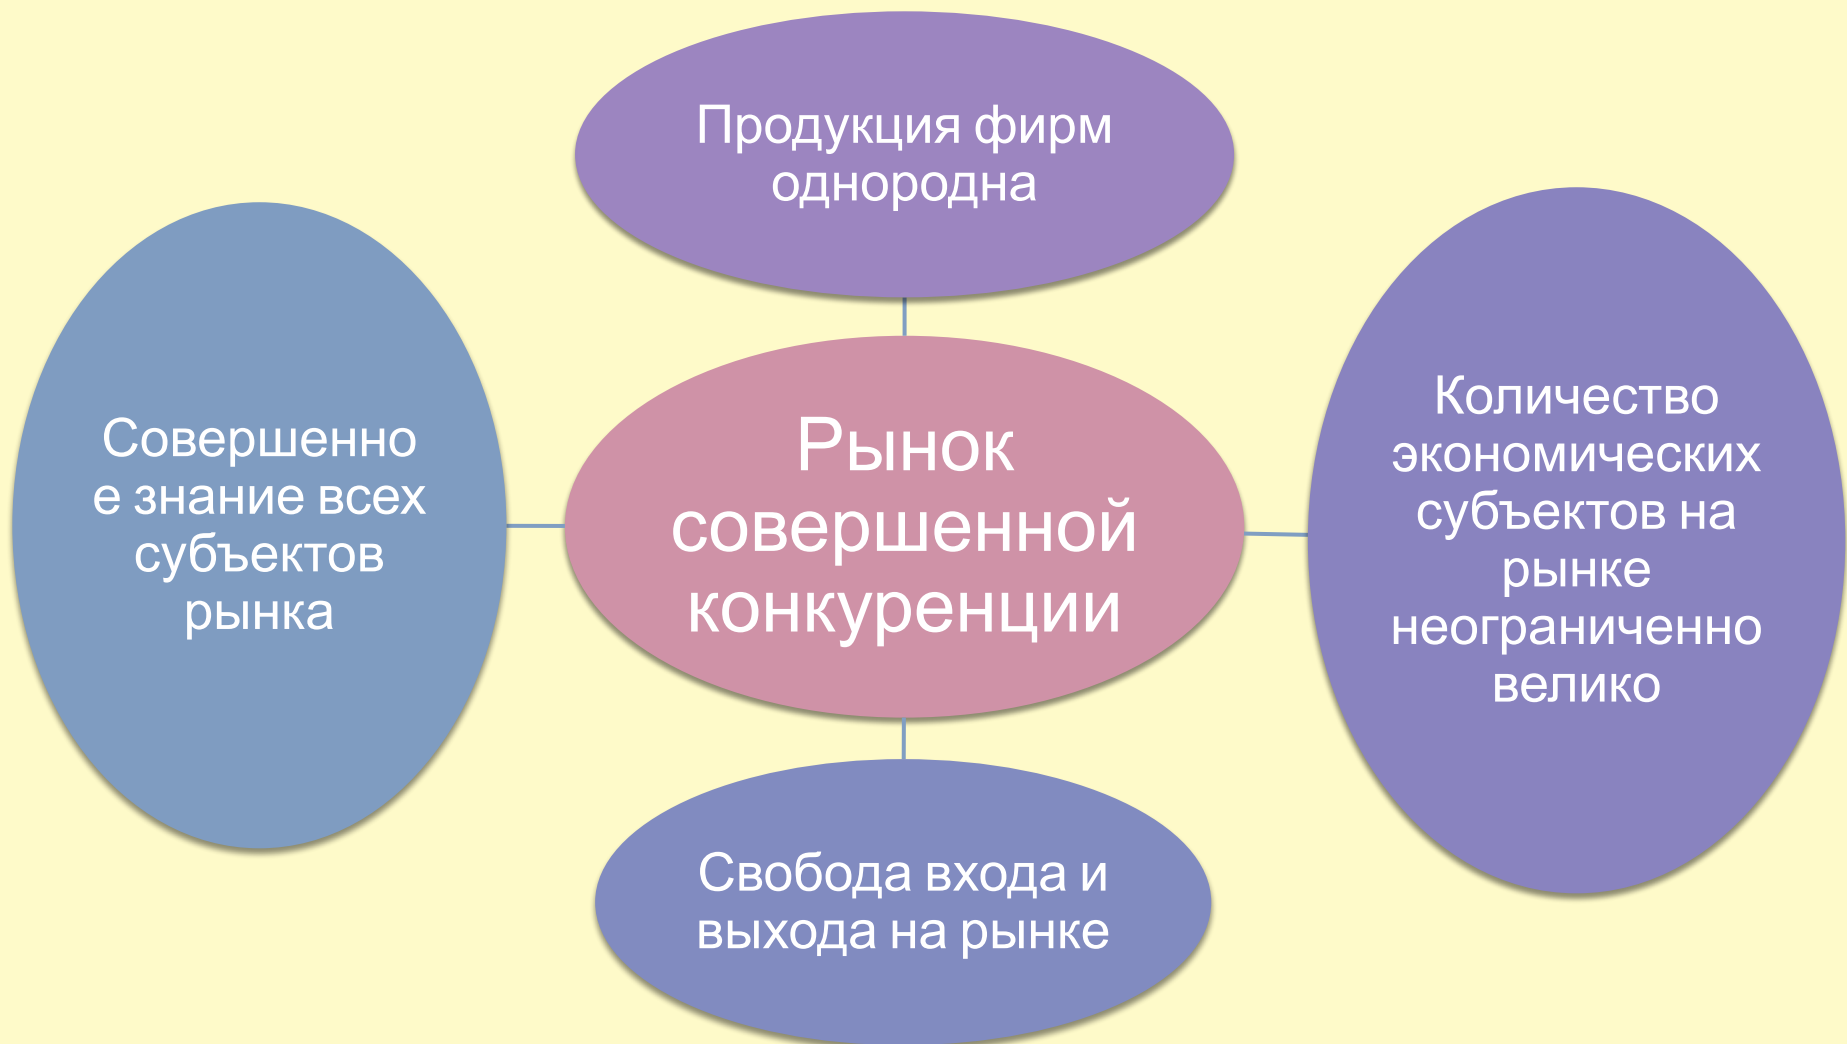 Продукция фирм
однородна
Совершенно
е знание всех
субъектов
рынка
Рынок
совершенной
конкуренции
Количество
экономических
субъектов на
рынке
неограниченно
велико
Свобода входа и
выхода на рынке